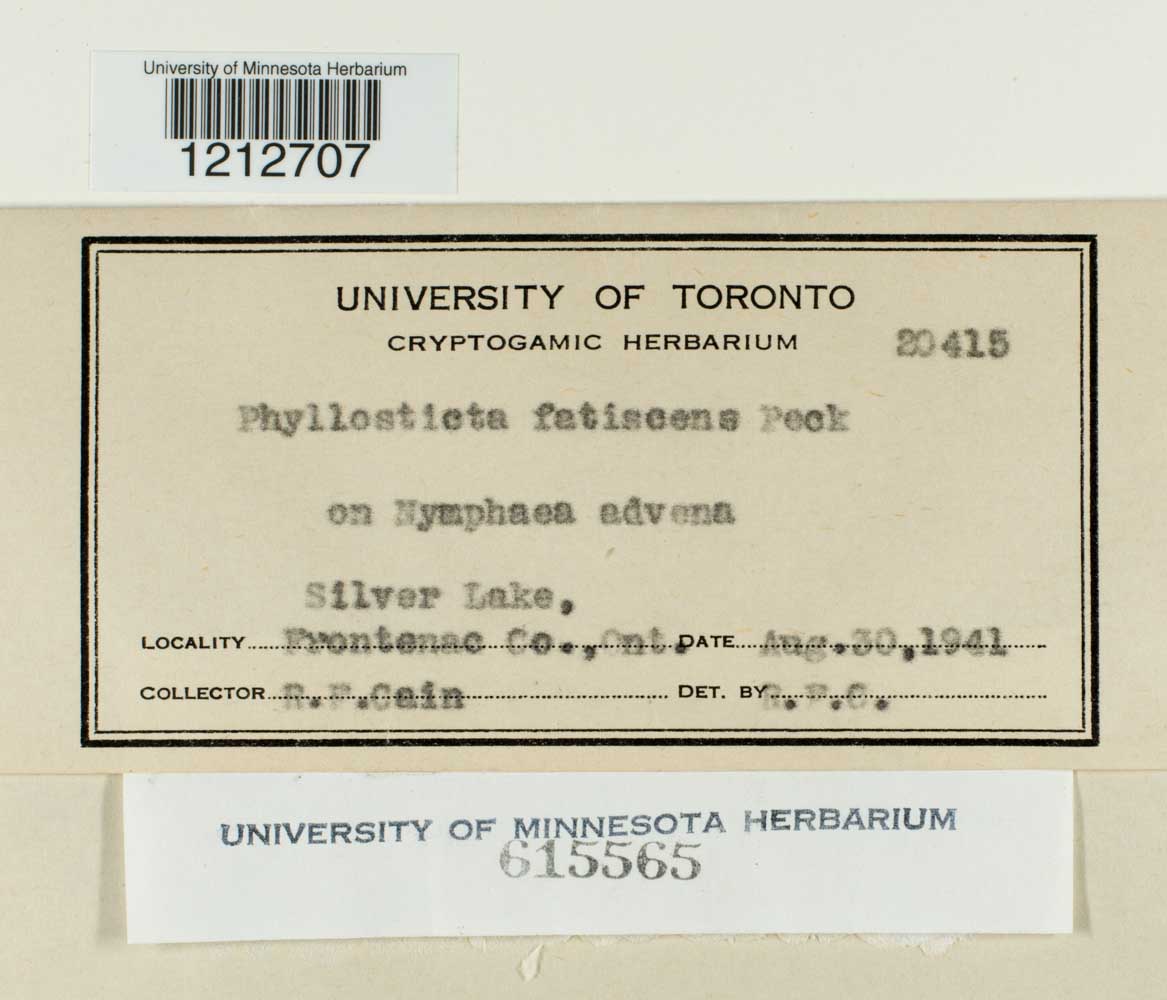 University of Minnesota Herbarium
1212707
UNIVERSITY OF TORONTO
CRYPTOGAMIC HERBARIUM 20415
Phyllosticta fatiscens Peck
on Nymphaea advena
Silver Lake,
LOCALITY Frontenac Co., Ont. DATE Aug.30,1941
COLLECTOR R.F.Cain DET. BY R.F.C.
UNIVERSITY OF MINNESOTA HERBARIUM
615565